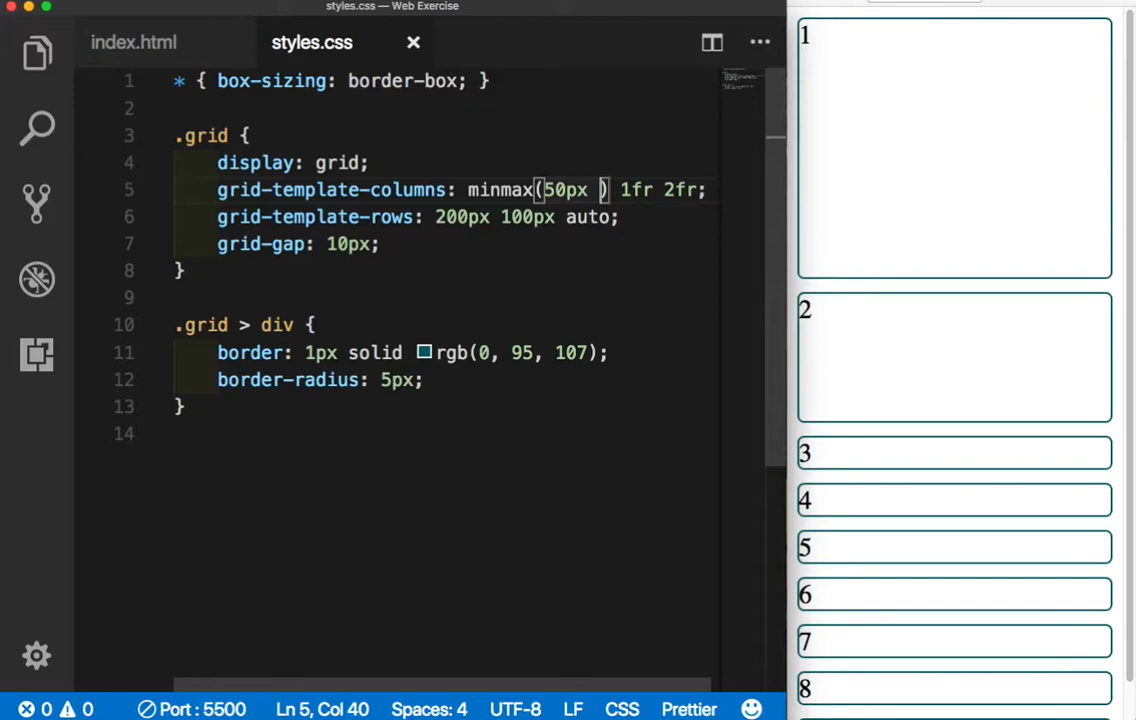 styles.css — Web Exercise
index.html styles.css
1 * { box-sizing: border-box; }
2
3 .grid {
4 display: grid;
5 grid-template-columns: minmax(50px ) 1fr 2fr;
6 grid-template-rows: 200px 100px auto;
7 grid-gap: 10px;
8 }
9
10 .grid > div {
11 border: 1px solid rgb(0, 95, 107);
12 border-radius: 5px;
13 }
14
0 0 Port : 5500 Ln 5, Col 40 Spaces: 4 UTF-8 LF CSS Prettier
1
2
3
4
5
6
7
8